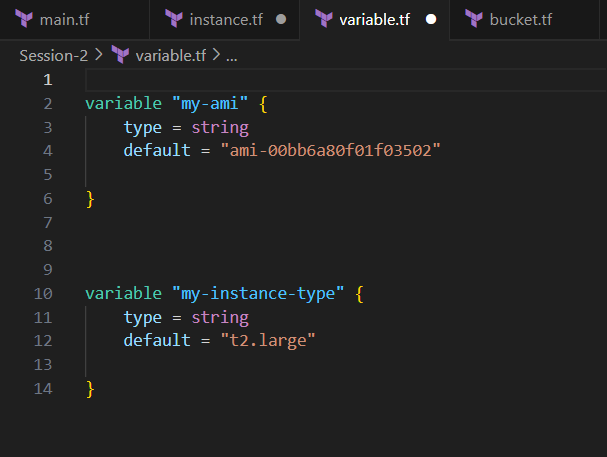 main.tf instance.tf variable.tf bucket.tf
Session-2 > variable.tf > ...
1
2 variable "my-ami" {
3 type = string
4 default = "ami-00bb6a80f01f03502"
5
6 }
7
8
9
10 variable "my-instance-type" {
11 type = string
12 default = "t2.large"
13
14 }